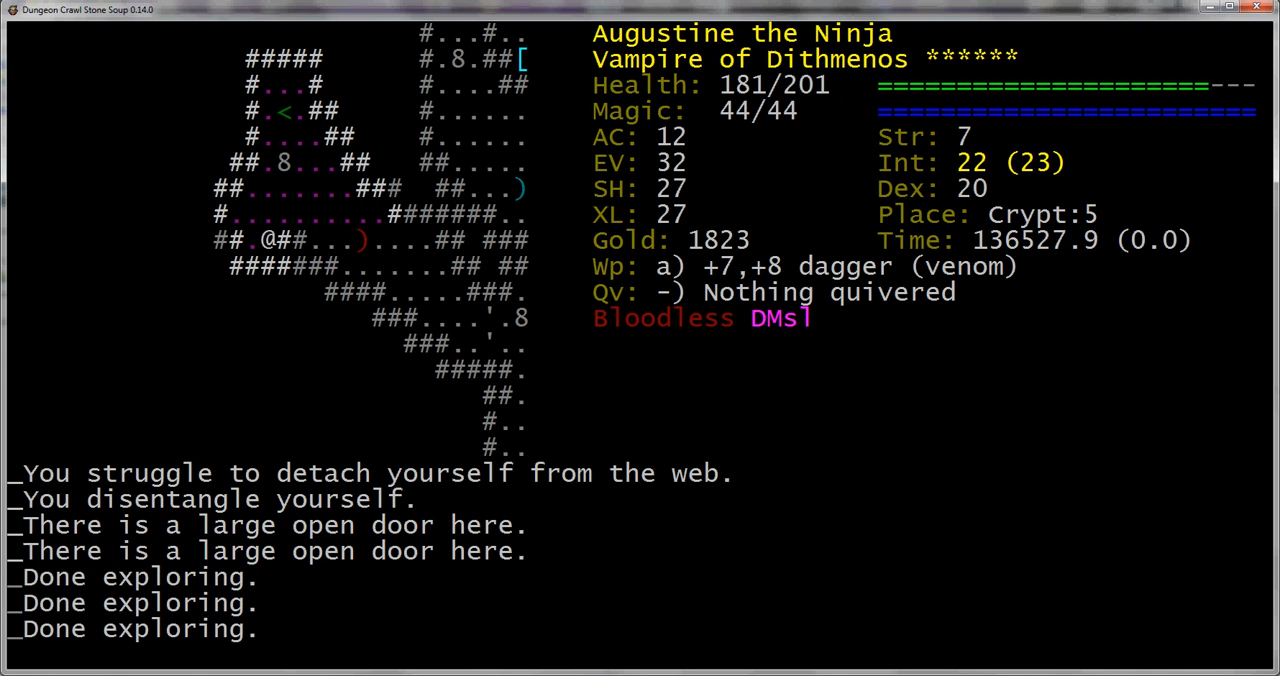 Dungeon Crawl Stone Soup 0.14.0
#...#.. Augustine the Ninja
##### #.8.##[ Vampire of Dithmenos ******
#...# #....## Health: 181/201 =====================---
#.<.## #...... Magic: 44/44 ========================
#....## #...... AC: 12 Str: 7
##.8...## ##..... EV: 32 Int: 22 (23)
##.......### ##...) SH: 27 Dex: 20
#..........#######.. XL: 27 Place: Crypt:5
##.@##...)....## ### Gold: 1823 Time: 136527.9 (0.0)
#######.......## ## Wp: a) +7,+8 dagger (venom)
####.....###. Qv: -) Nothing quivered
###....'.8 Bloodless DMsl
###..'..
#####.
##.
#..
#..
_You struggle to detach yourself from the web.
_You disentangle yourself.
_There is a large open door here.
_There is a large open door here.
_Done exploring.
_Done exploring.
_Done exploring.